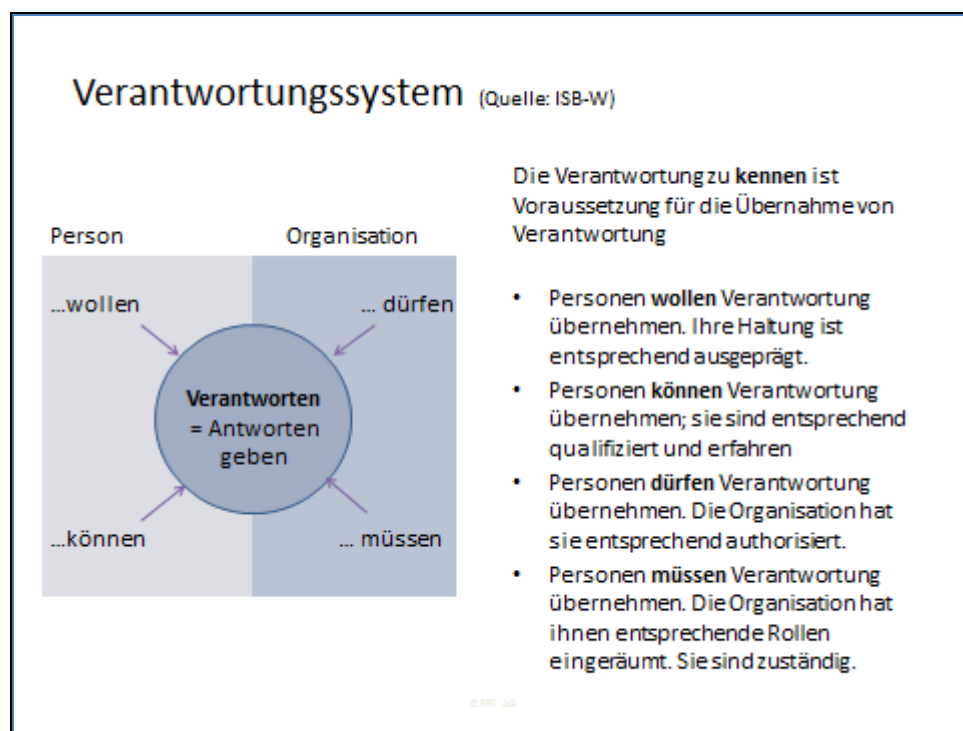 Verantwortungssystem (Quelle: ISB-W)
Die Verantwortung zu kennen ist
Voraussetzung für die Übernahme von
Verantwortung
Person
Organisation
...wollen
... dürfen
Verantworten
= Antworten
geben
...können
... müssen
• Personen wollen Verantwortung
übernehmen. Ihre Haltung ist
entsprechend ausgeprägt.
• Personen können Verantwortung
übernehmen; sie sind entsprechend
qualifiziert und erfahren
• Personen dürfen Verantwortung
übernehmen. Die Organisation hat
sie entsprechend authorisiert.
• Personen müssen Verantwortung
übernehmen. Die Organisation hat
ihnen entsprechende Rollen
eingeräumt. Sie sind zuständig.